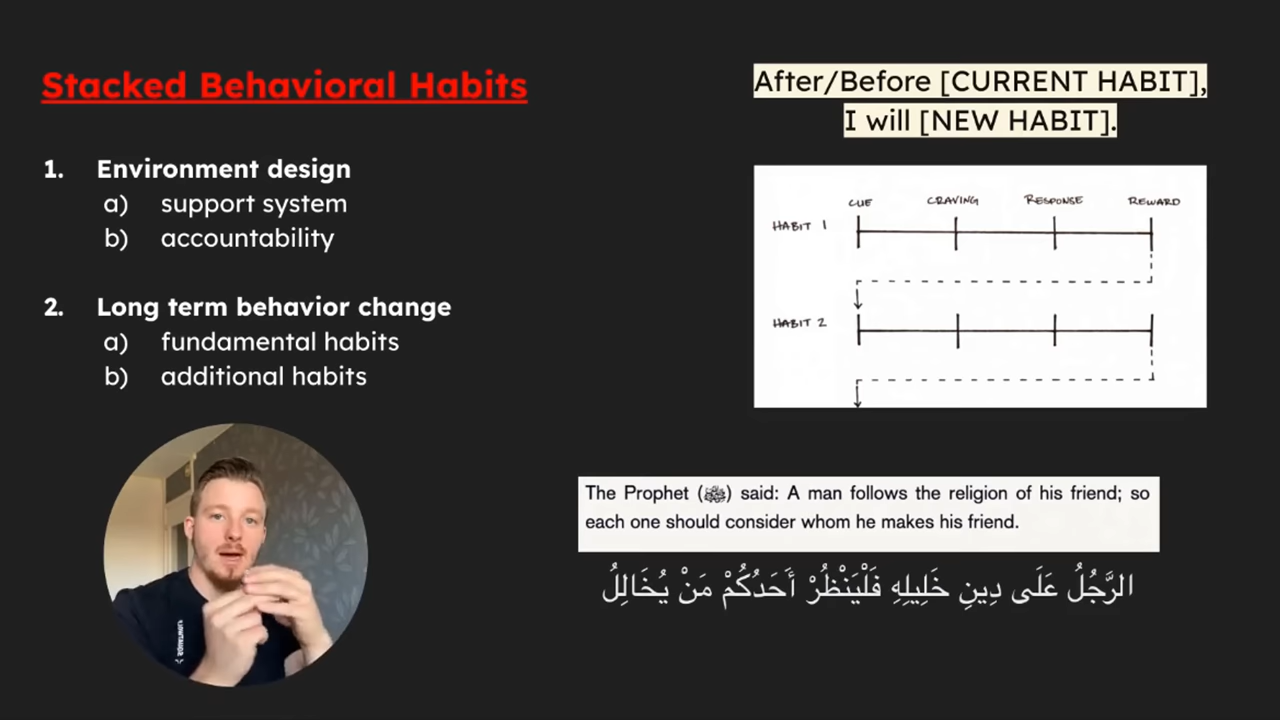 Stacked Behavioral Habits
1. Environment design
a) support system
b) accountability
2. Long term behavior change
a) fundamental habits
b) additional habits
After/Before [CURRENT HABIT],
I will [NEW HABIT].
CUE CRAVING RESPONSE REWARD
HABIT 1
HABIT 2
The Prophet (ﷺ) said: A man follows the religion of his friend; so
each one should consider whom he makes his friend.
الرَّجُلُ عَلَى دِينِ خَلِيلِهِ فَلْيَنْظُرْ أَحَدُكُمْ مَنْ يُخَالِلُ